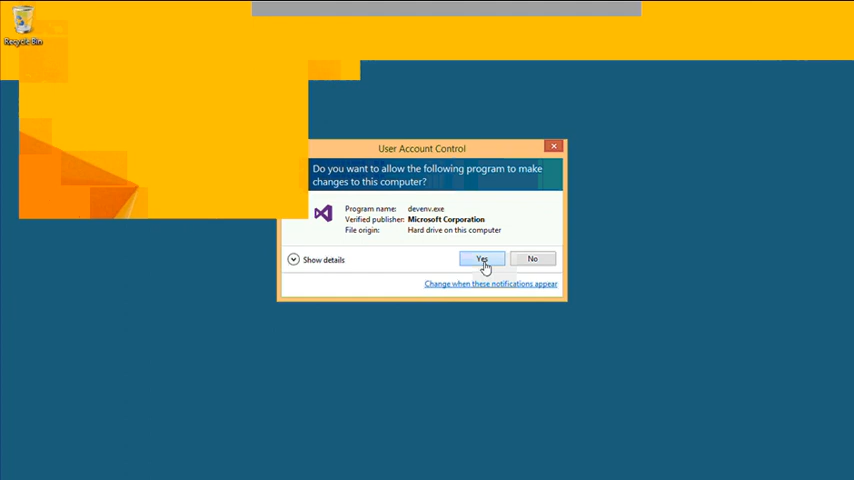 Recycle Bin
User Account Control
Do you want to allow the following program to make
changes to this computer?
Program name: devenv.exe
Verified publisher: Microsoft Corporation
File origin: Hard drive on this computer
Show details
Yes
No
Change when these notifications appear